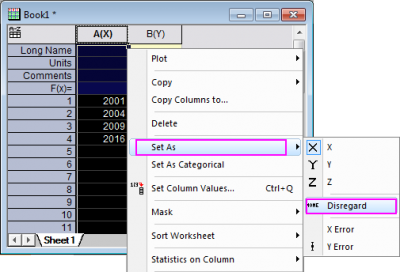 Book1 *
A(X) B(Y)
Long Name
Units
Comments
F(x)=
1 2001
2 2004
3 2009
4 2016
5
6
7
8
9
10
11
Sheet1
Plot
Copy
Copy Columns to...
Delete
Set As
Set As Categorical
Set Column Values... Ctrl+Q
Mask
Sort Worksheet
Statistics on Column
X X
Y Y
Z Z
NONE Disregard
X Error
Y Error